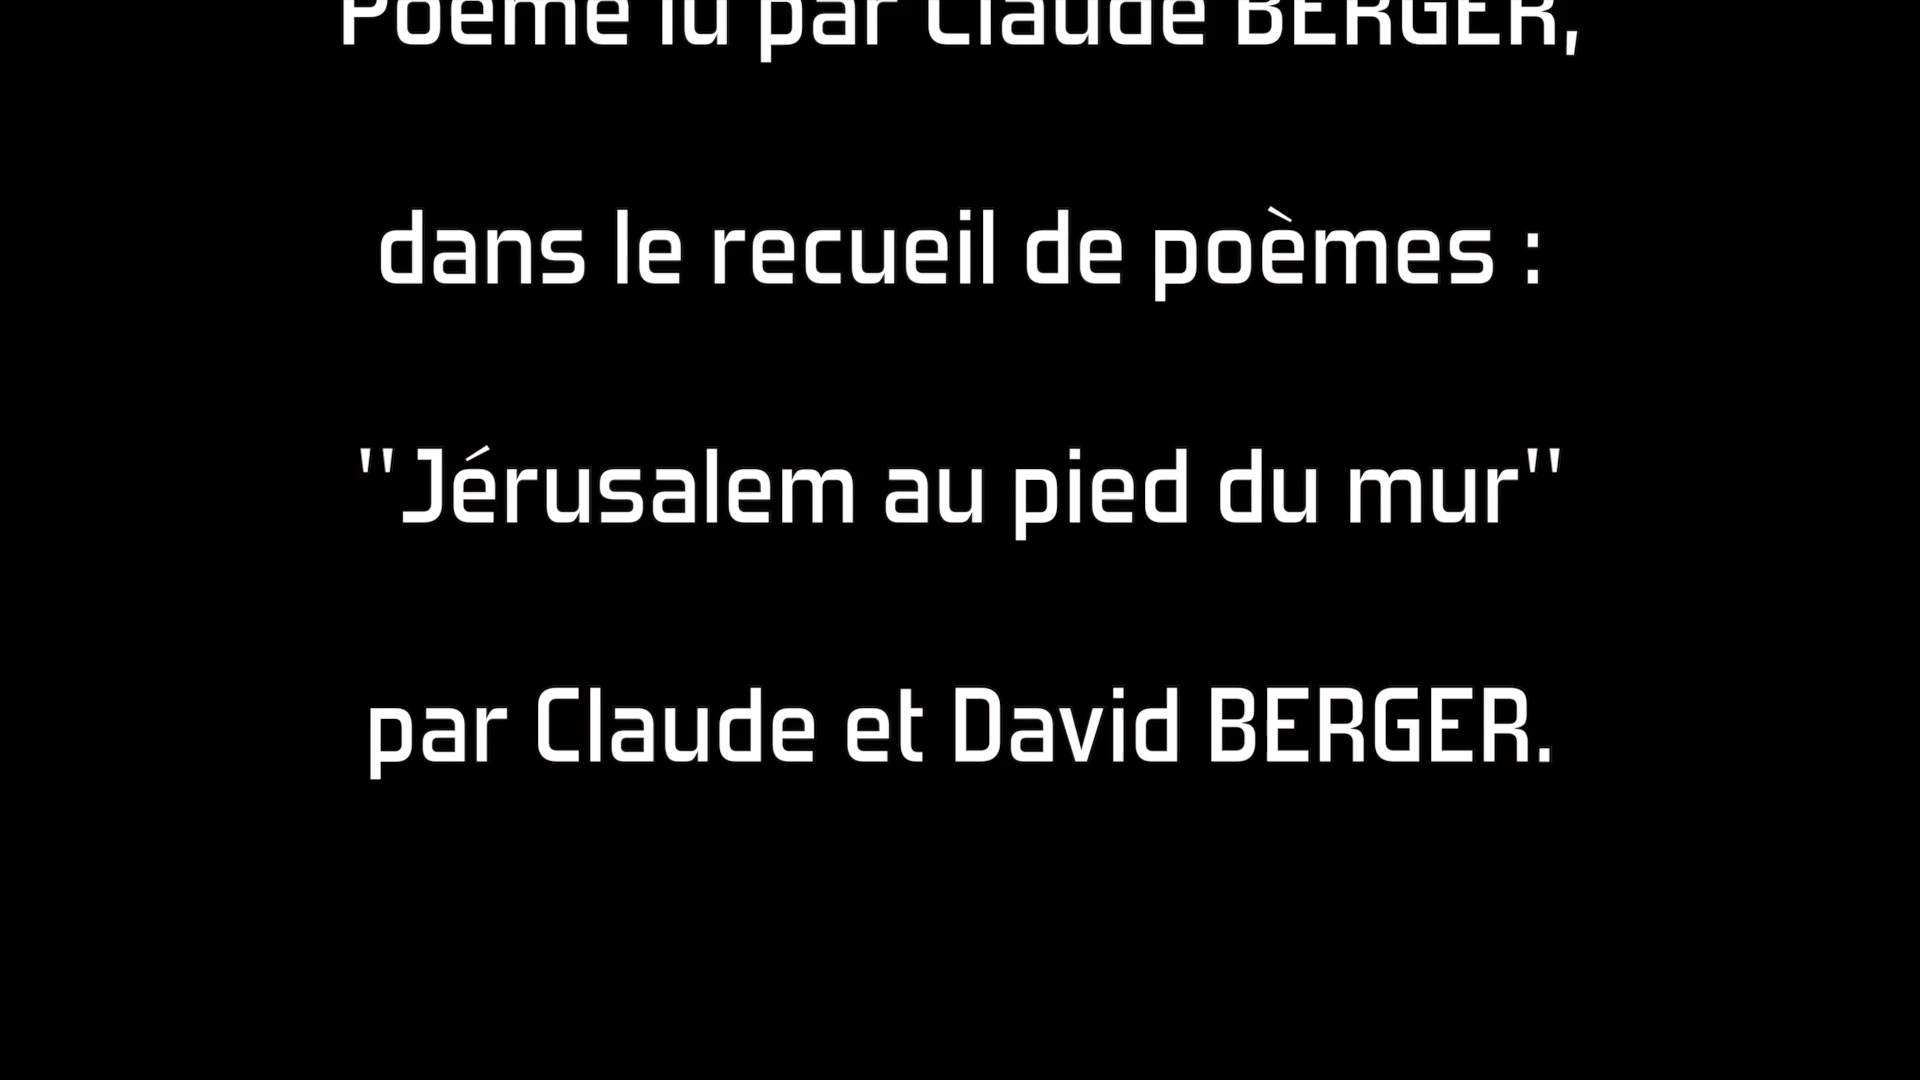 Poème lu par Claude BERGER,
dans le recueil de poèmes :
"Jérusalem au pied du mur"
par Claude et David BERGER.